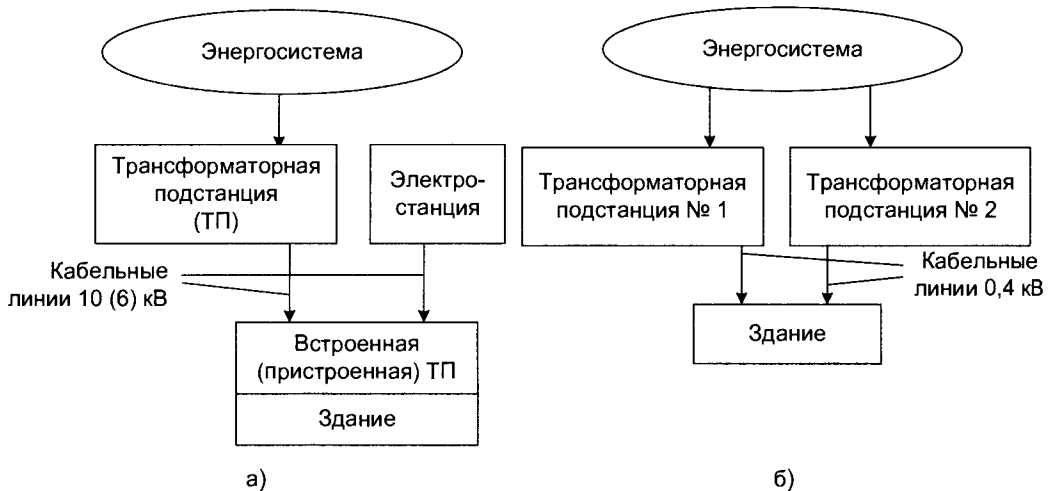 Энергосистема
Трансформаторная
подстанция
(ТП)
Электро-
станция
Кабельные
линии 10 (6) кВ
Встроенная
(пристроенная) ТП
Здание
а)
Энергосистема
Трансформаторная
подстанция № 1
Трансформаторная
подстанция № 2
Кабельные
линии 0,4 кВ
Здание
б)